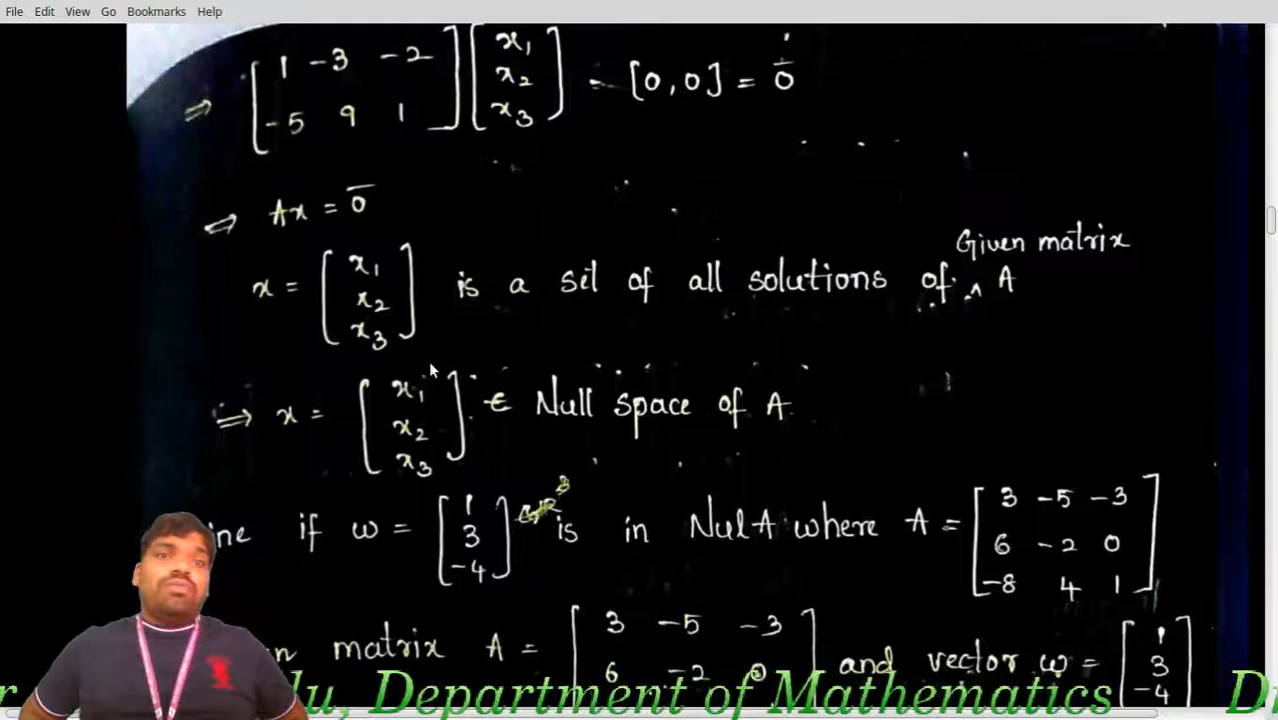 File Edit View Go Bookmarks Help
⇒ [1 -3 -2; -5 9 1] [x₁; x₂; x₃] = [0, 0] = 0̅
⇒ Ax = 0̅
Given matrix
x = [x₁; x₂; x₃] is a set of all solutions of ^ A
⇒ x = [x₁; x₂; x₃] ∈ Null space of A
ine if ω = [1; 3; -4] is in Nul A where A = [3 -5 -3; 6 -2 0; -8 4 1]
n matrix A = [3 -5 -3; 6 -2 0 and vector ω = [1; 3; -4]
lu, Department of Mathematics D